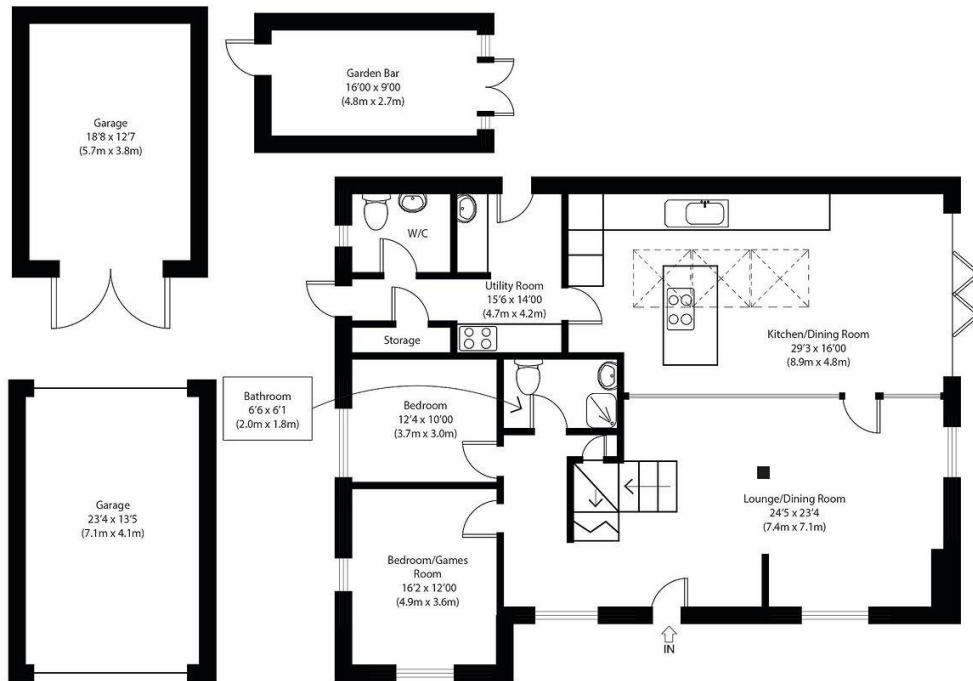 Garage
18'8 x 12'7
(5.7m x 3.8m)
Garden Bar
16'00 x 9'00
(4.8m x 2.7m)
W/C
Utility Room
15'6 x 14'00
(4.7m x 4.2m)
Storage
Kitchen/Dining Room
29'3 x 16'00
(8.9m x 4.8m)
Bathroom
6'6 x 6'1
(2.0m x 1.8m)
Bedroom
12'4 x 10'00
(3.7m x 3.0m)
Garage
23'4 x 13'5
(7.1m x 4.1m)
Lounge/Dining Room
24'5 x 23'4
(7.4m x 7.1m)
Bedroom/Games
Room
16'2 x 12'00
(4.9m x 3.6m)
IN